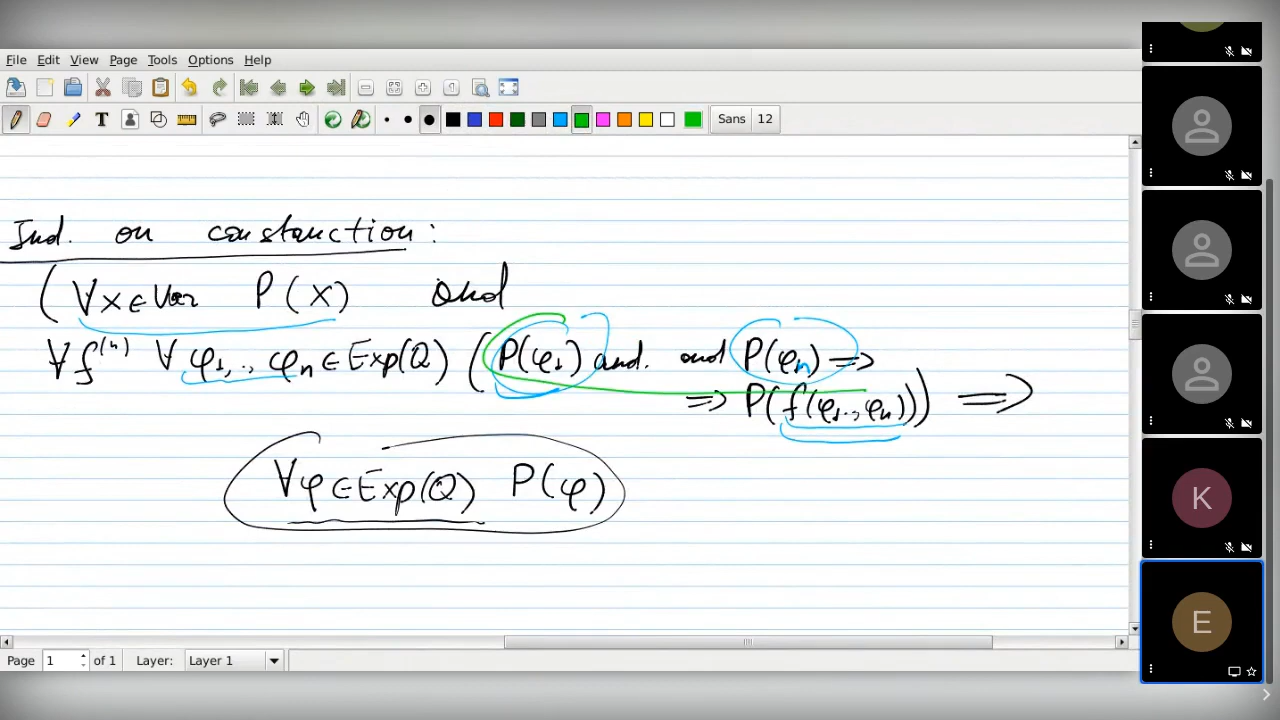 File Edit View Page Tools Options Help
Sans 12
Ind. on construction:
(∀x∈Var P(x) and
∀f⁽ⁿ⁾ ∀φ₁,..,φₙ∈Exp(Q) (P(φ₁) and. and P(φₙ) ⇒
⇒ P(f(φ₁..,φₙ))) ⇒
∀φ∈Exp(Q) P(φ)
K
E
Page 1 of 1 Layer: Layer 1